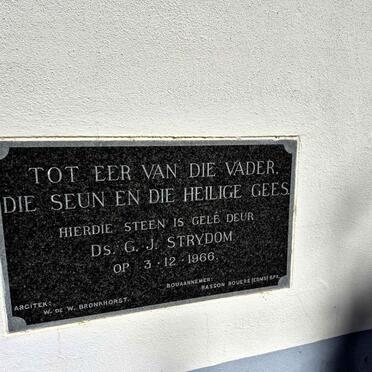 TOT EER VAN DIE VADER,
DIE SEUN EN DIE HEILIGE GEES.
HIERDIE STEEN IS GELÊ DEUR
DS. G. J. STRYDOM
OP 3-12-1966.
ARGITEK:
W. DE W. BRONKHORST.
BOUAANNEMER:
BASSON BOUERS (EDMS) BPK.